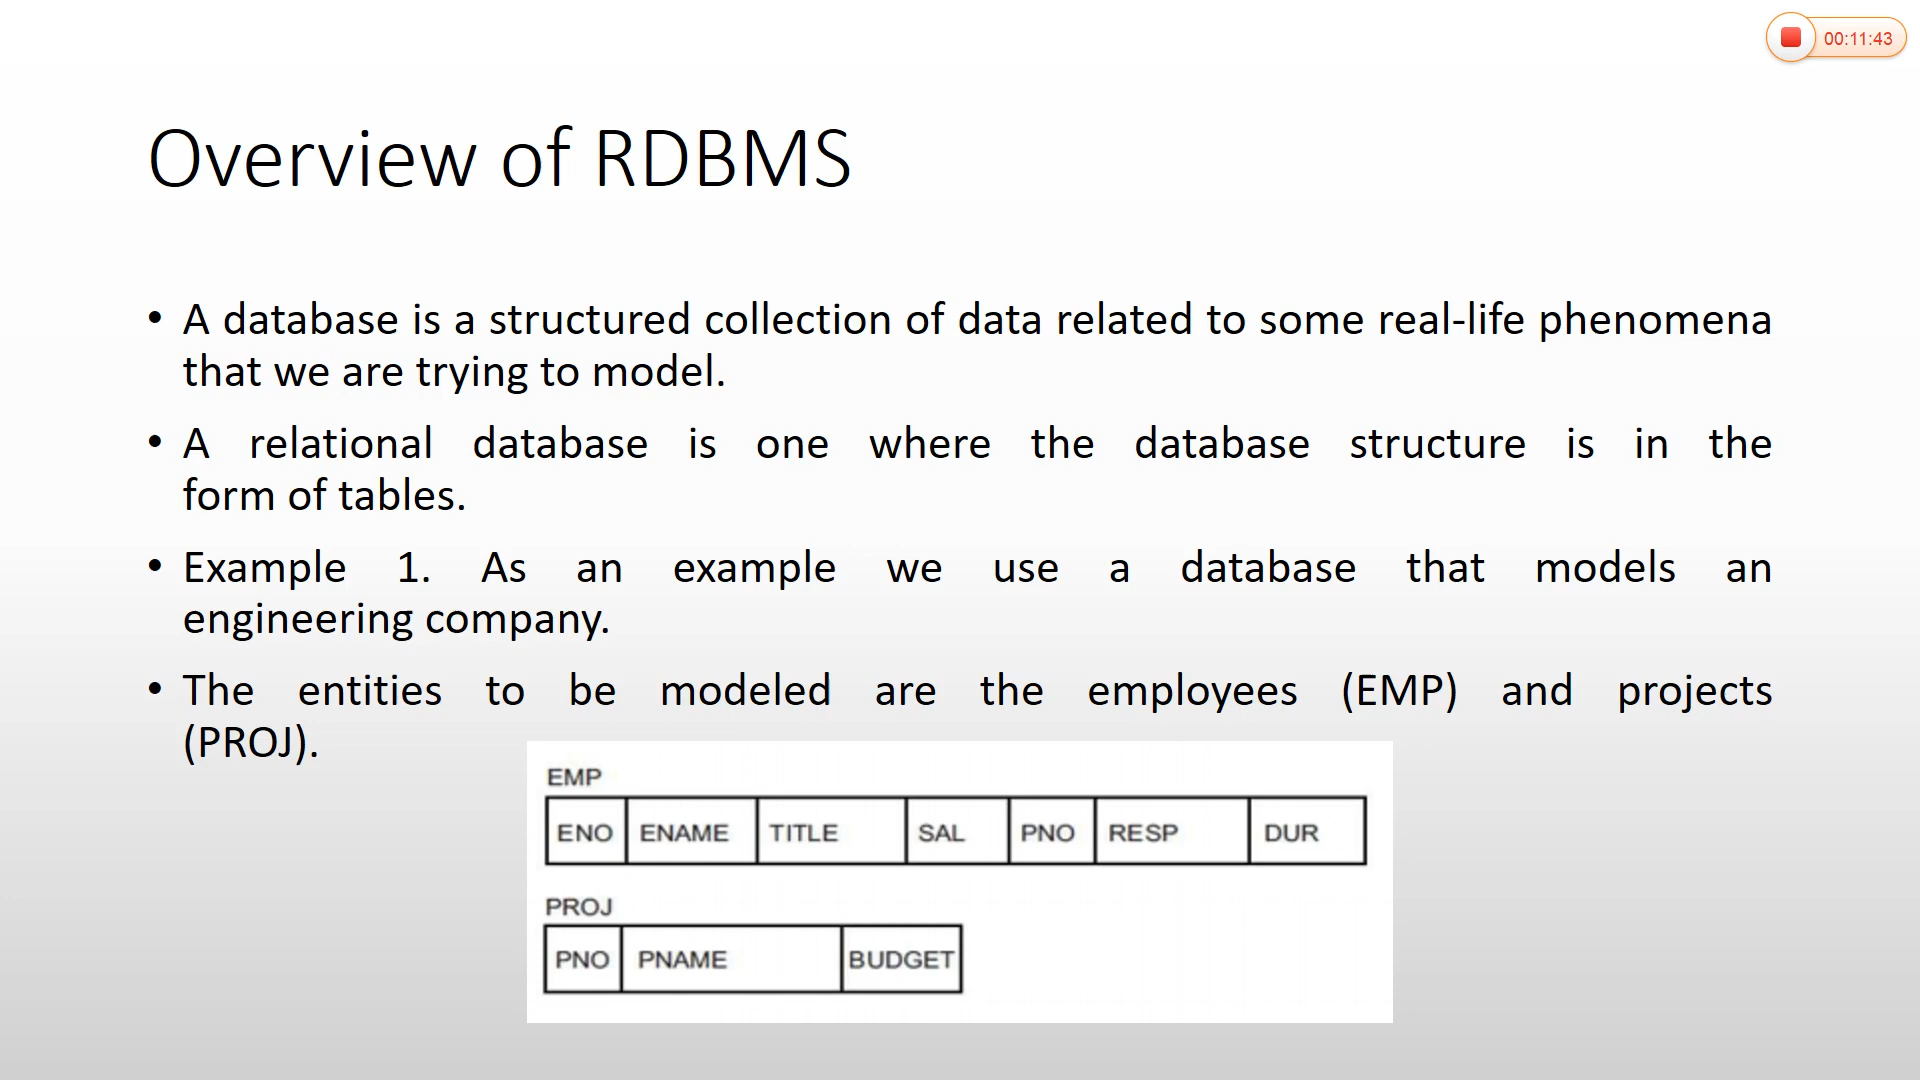 00:11:43
Overview of RDBMS
• A database is a structured collection of data related to some real-life phenomena
that we are trying to model.
• A relational database is one where the database structure is in the
form of tables.
• Example 1. As an example we use a database that models an
engineering company.
• The entities to be modeled are the employees (EMP) and projects
(PROJ).
EMP
ENO ENAME TITLE SAL PNO RESP DUR
PROJ
PNO PNAME BUDGET